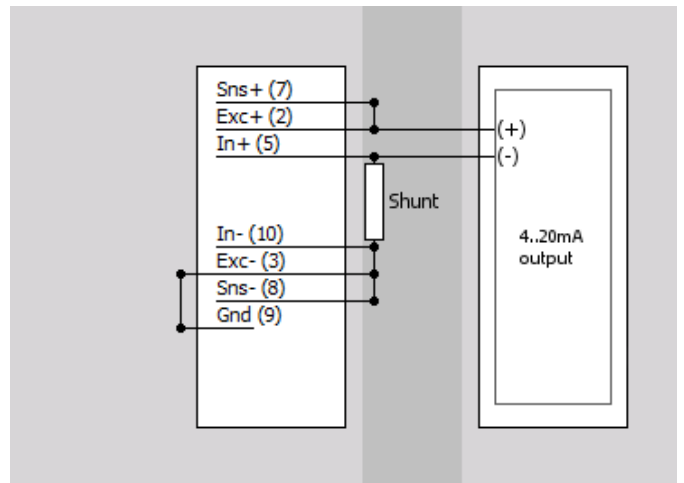 Sns+ (7)
Exc+ (2)
In+ (5)
(+)
(-)
Shunt
In- (10)
Exc- (3)
Sns- (8)
Gnd (9)
4..20mA
output